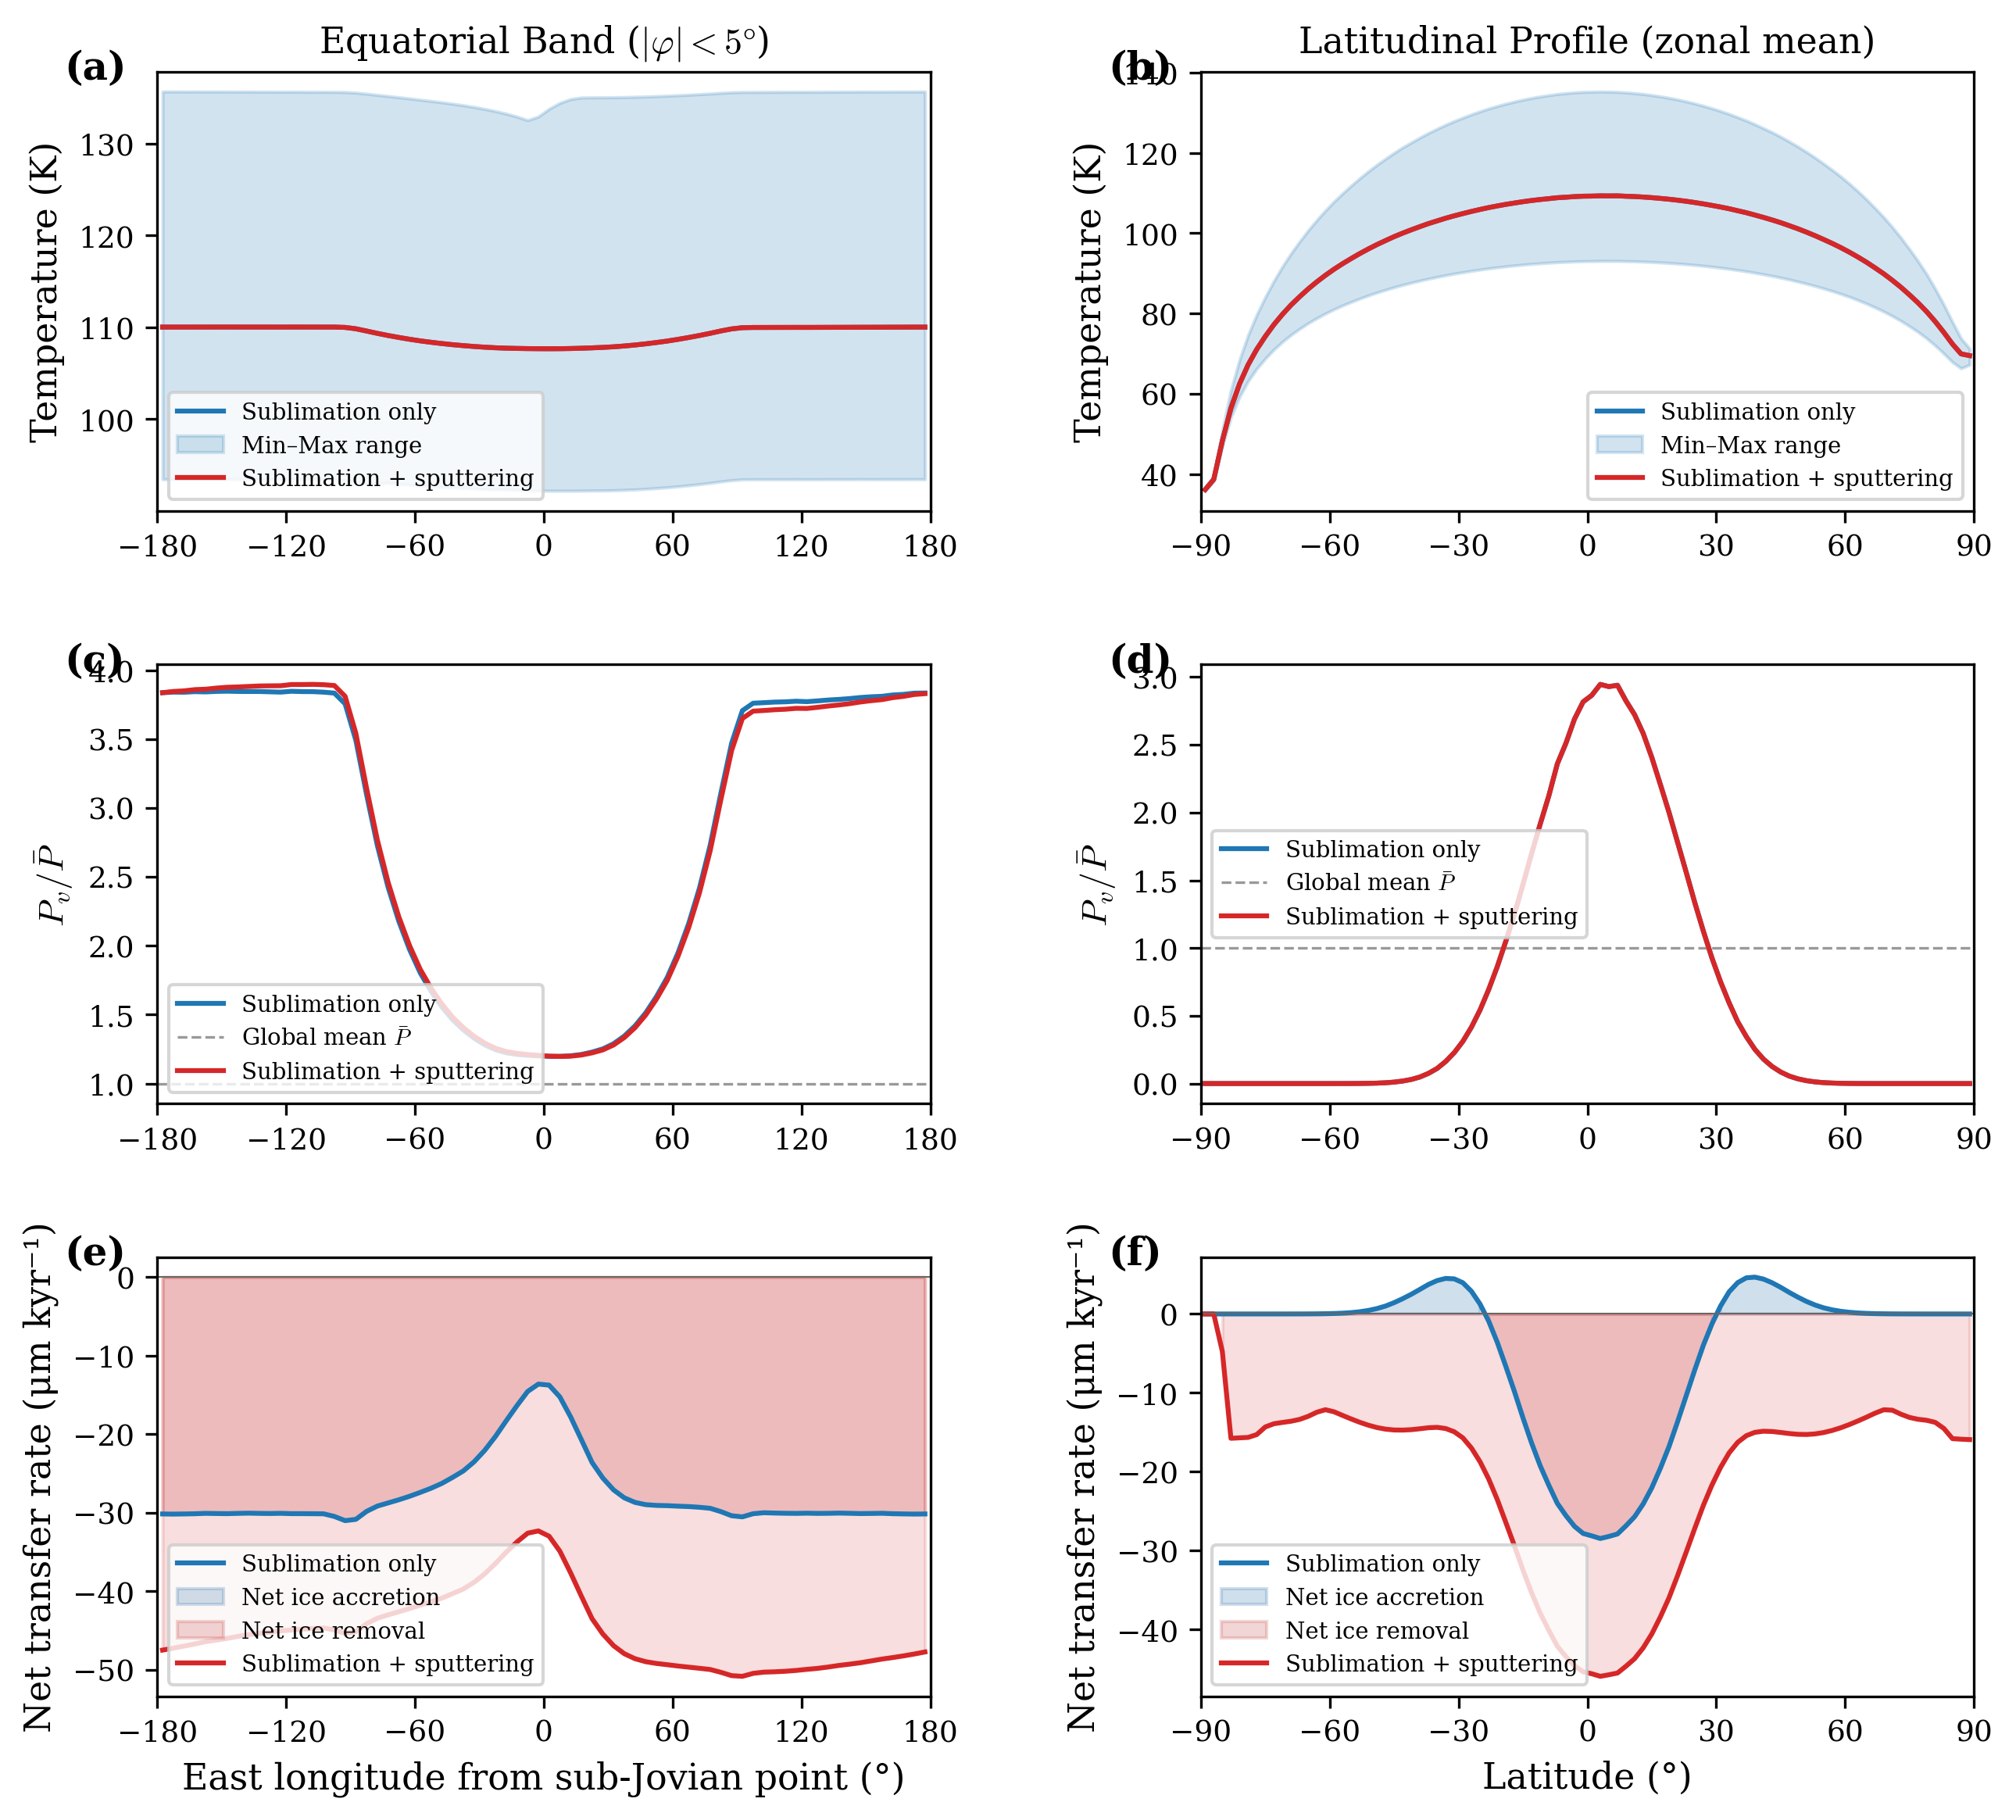 Equatorial Band (|φ| < 5°)
Latitudinal Profile (zonal mean)
(a)
Temperature (K)
130
120
110
100
Sublimation only
Min–Max range
Sublimation + sputtering
−180 −120 −60 0 60 120 180
(b)
Temperature (K)
140
120
100
80
60
40
Sublimation only
Min–Max range
Sublimation + sputtering
−90 −60 −30 0 30 60 90
(c)
P_v/P̄
4.0
3.5
3.0
2.5
2.0
1.5
1.0
Sublimation only
Global mean P̄
Sublimation + sputtering
−180 −120 −60 0 60 120 180
(d)
P_v/P̄
3.0
2.5
2.0
1.5
1.0
0.5
0.0
Sublimation only
Global mean P̄
Sublimation + sputtering
−90 −60 −30 0 30 60 90
(e)
Net transfer rate (μm kyr⁻¹)
0
−10
−20
−30
−40
−50
Sublimation only
Net ice accretion
Net ice removal
Sublimation + sputtering
−180 −120 −60 0 60 120 180
East longitude from sub-Jovian point (°)
(f)
Net transfer rate (μm kyr⁻¹)
0
−10
−20
−30
−40
Sublimation only
Net ice accretion
Net ice removal
Sublimation + sputtering
−90 −60 −30 0 30 60 90
Latitude (°)